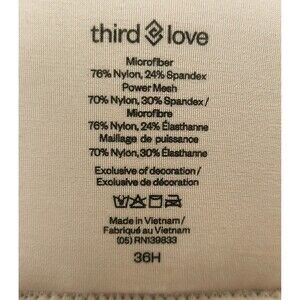 third love
Microfiber
76% Nylon, 24% Spandex
Power Mesh
70% Nylon, 30% Spandex /
Microfibre
76% Nylon, 24% Élasthanne
Maillage de puissance
70% Nylon,30% Élasthanne
Exclusive of decoration /
Exclusive de décoration
Made in Vietnam /
Fabriqué au Vietnam
(05) RN139833
36H